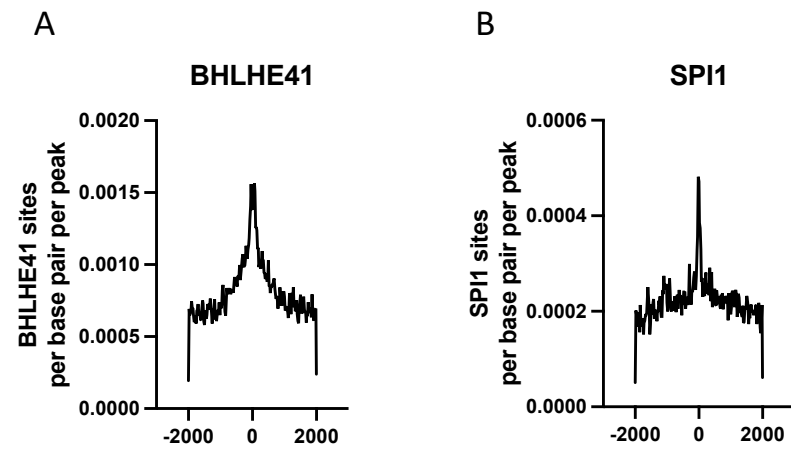 A
BHLHE41
BHLHE41 sites
per base pair per peak
0.0020
0.0015
0.0010
0.0005
0.0000
-2000 0 2000
B
SPI1
SPI1 sites
per base pair per peak
0.0006
0.0004
0.0002
0.0000
-2000 0 2000